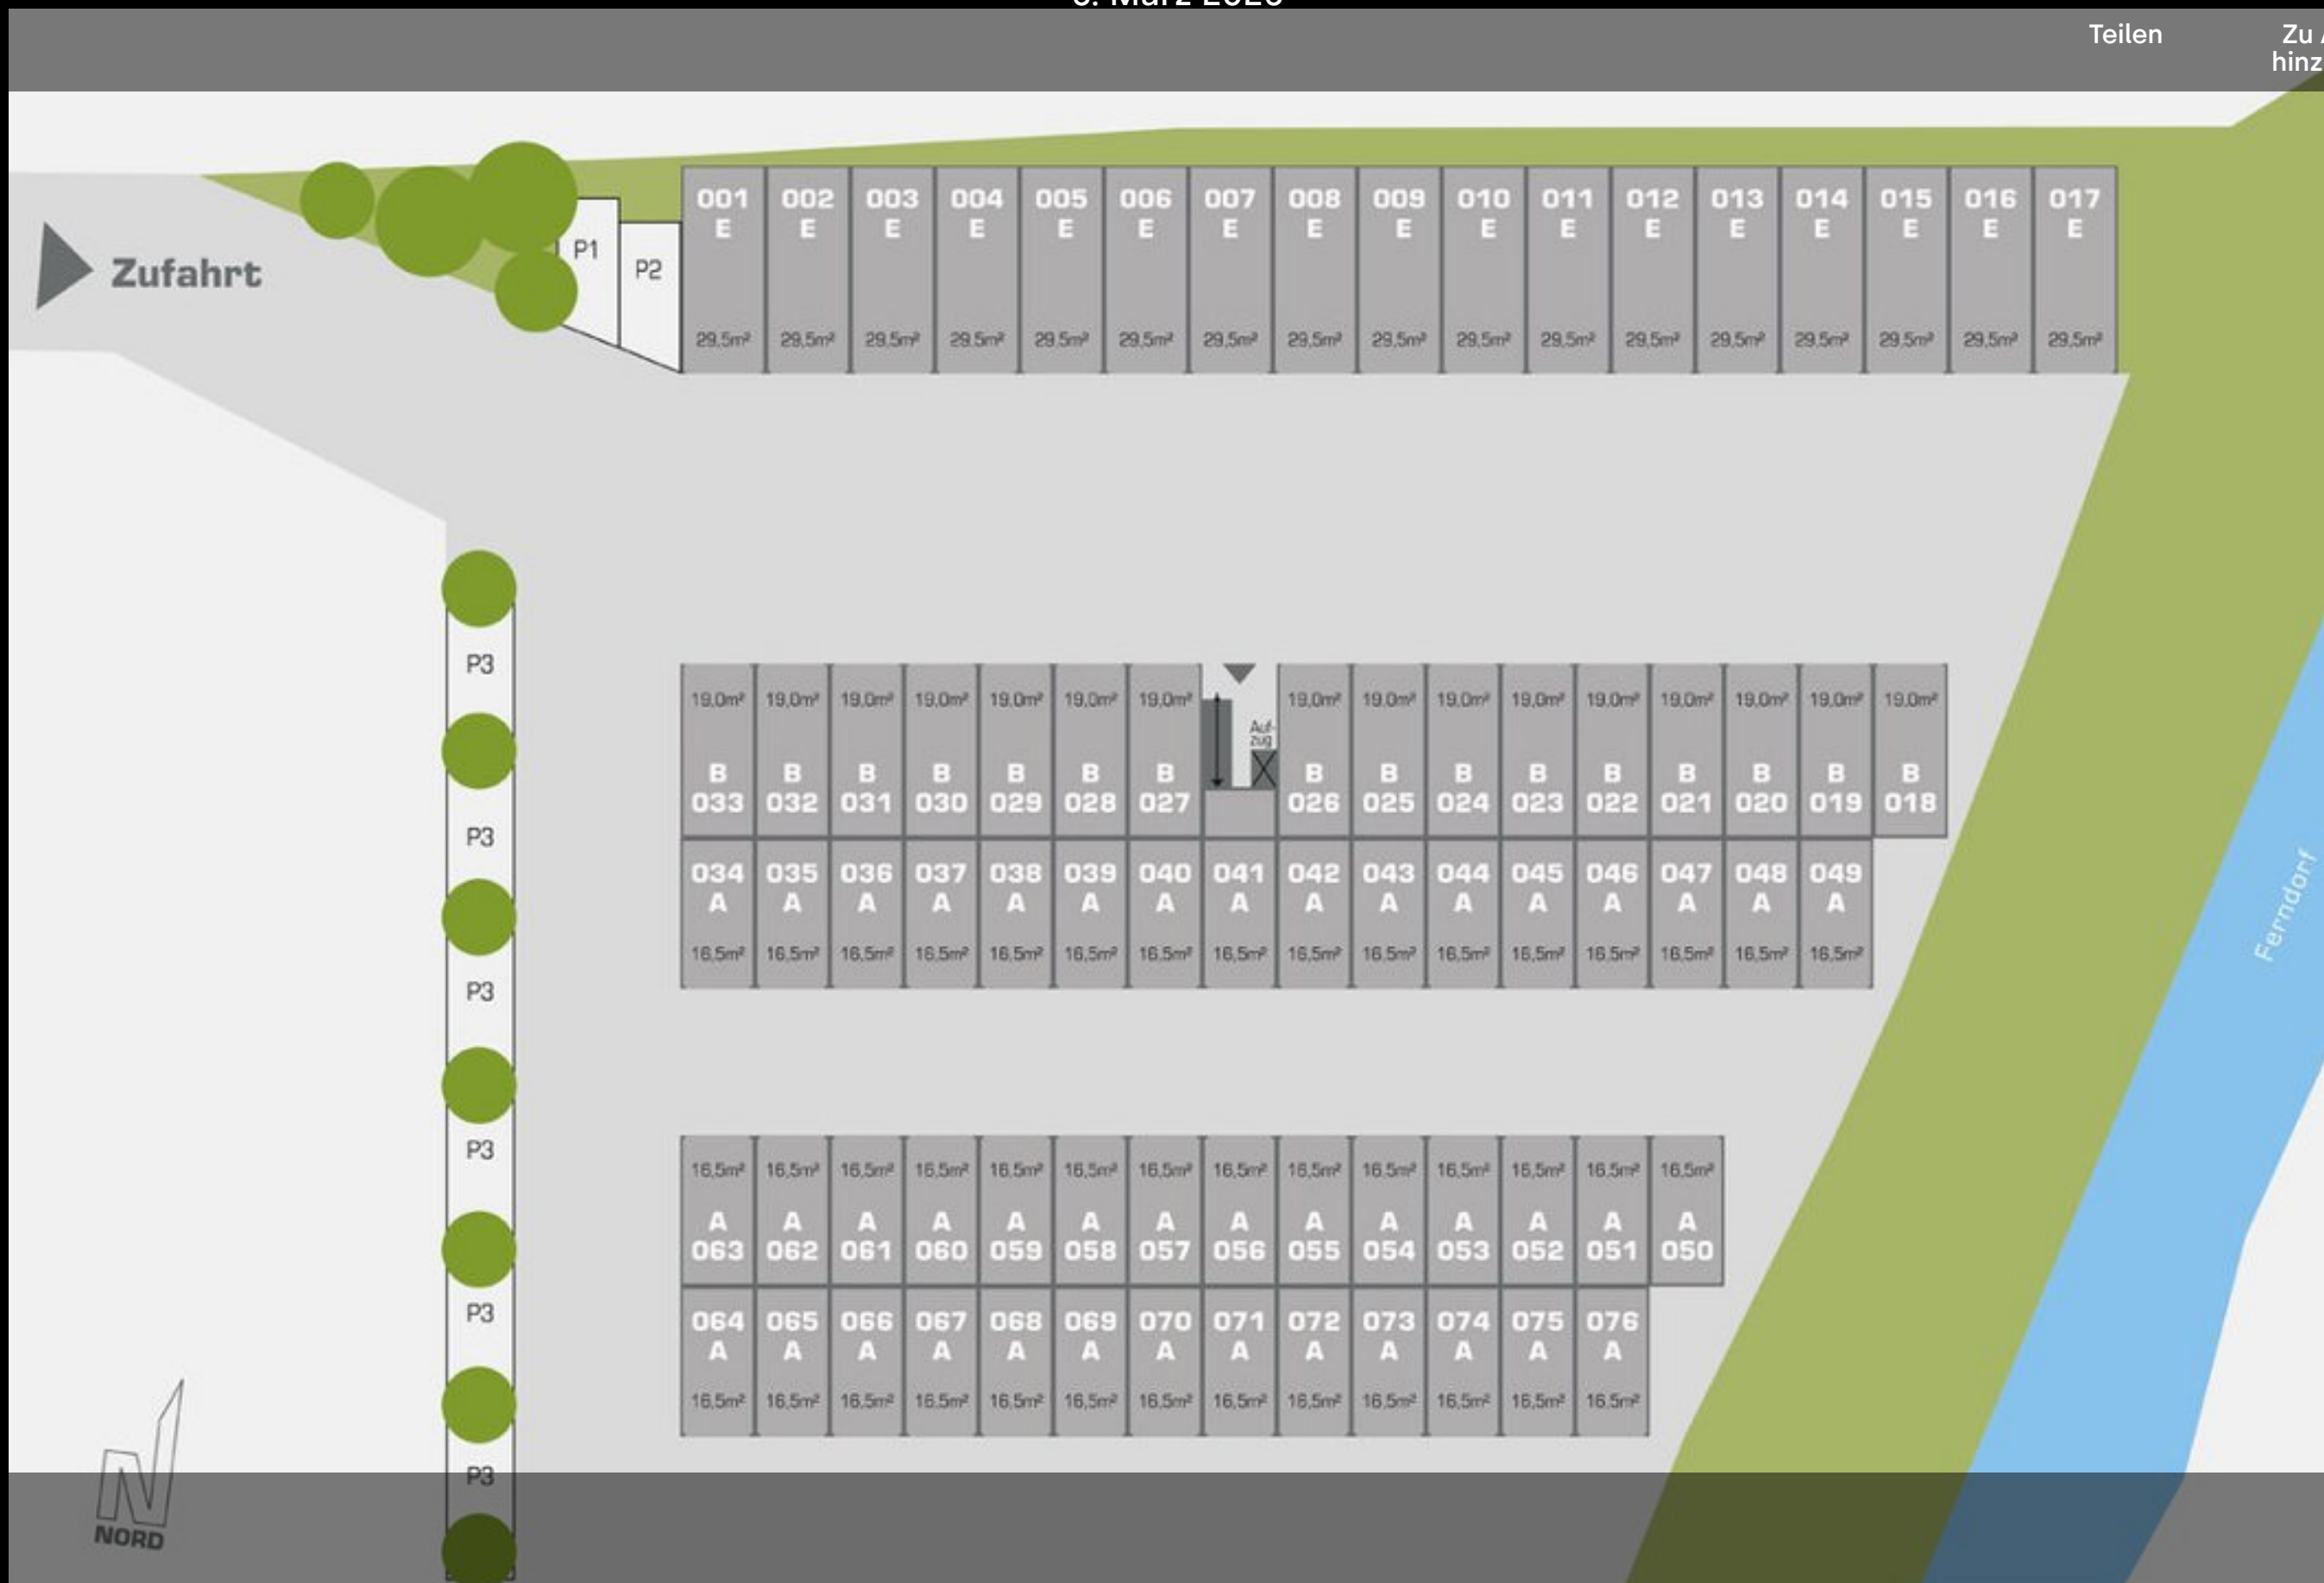 Teilen
Zufahrt
P1
P2
001 002 003 004 005 006 007 008 009 010 011 012 013 014 015 016 017
E E E E E E E E E E E E E E E E E
29,5m² 29,5m² 29,5m² 29,5m² 29,5m² 29,5m² 29,5m² 29,5m² 29,5m² 29,5m² 29,5m² 29,5m² 29,5m² 29,5m² 29,5m² 29,5m² 29,5m²
P3
P3
P3
P3
P3
P3
19,0m² 19,0m² 19,0m² 19,0m² 19,0m² 19,0m² 19,0m² 19,0m² 19,0m² 19,0m² 19,0m² 19,0m² 19,0m² 19,0m² 19,0m² 19,0m²
Auf-
zug
B B B B B B B B B B B B B B B B
033 032 031 030 029 028 027 026 025 024 023 022 021 020 019 018
034 035 036 037 038 039 040 041 042 043 044 045 046 047 048 049
A A A A A A A A A A A A A A A A
16,5m² 16,5m² 16,5m² 16,5m² 16,5m² 16,5m² 16,5m² 16,5m² 16,5m² 16,5m² 16,5m² 16,5m² 16,5m² 16,5m² 16,5m² 16,5m²
Ferndorf
16,5m² 16,5m² 16,5m² 16,5m² 16,5m² 16,5m² 16,5m² 16,5m² 16,5m² 16,5m² 16,5m² 16,5m² 16,5m² 16,5m²
A A A A A A A A A A A A A A
063 062 061 060 059 058 057 056 055 054 053 052 051 050
064 065 066 067 068 069 070 071 072 073 074 075 076
A A A A A A A A A A A A A
16,5m² 16,5m² 16,5m² 16,5m² 16,5m² 16,5m² 16,5m² 16,5m² 16,5m² 16,5m² 16,5m² 16,5m² 16,5m²
N
NORD